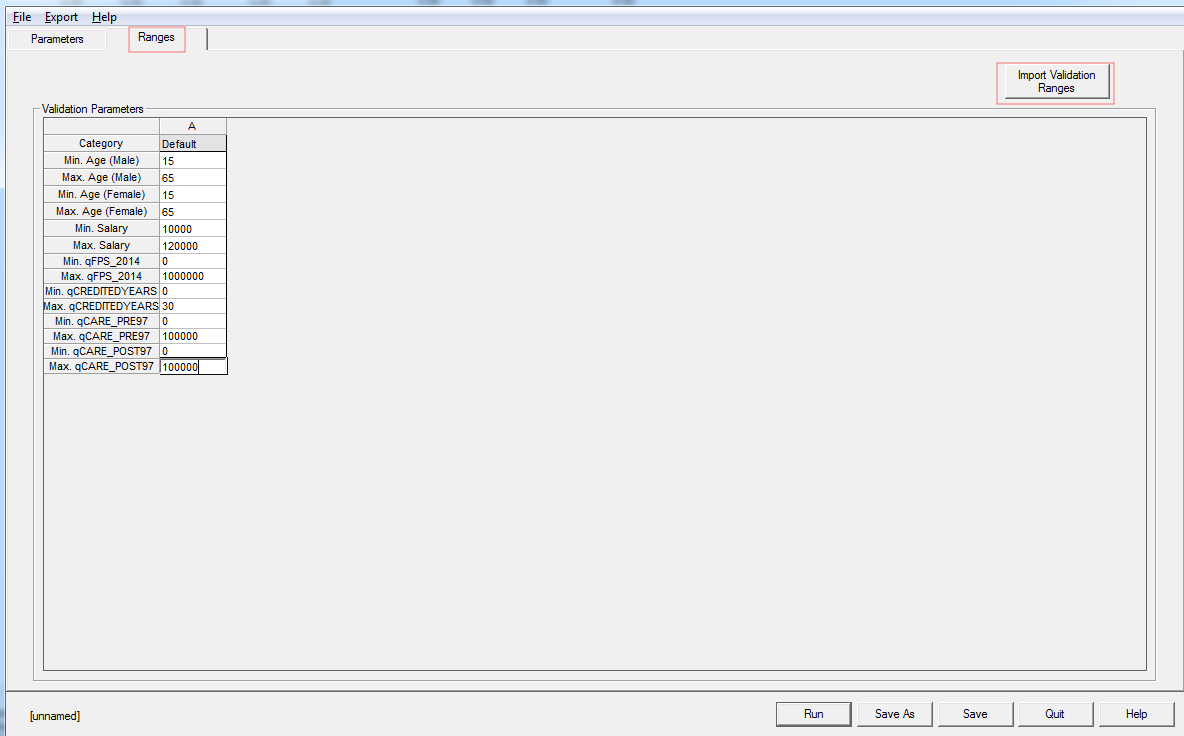 File Export Help
Parameters Ranges
Import Validation
Ranges
Validation Parameters
A
Category Default
Min. Age (Male) 15
Max. Age (Male) 65
Min. Age (Female) 15
Max. Age (Female) 65
Min. Salary 10000
Max. Salary 120000
Min. qFPS_2014 0
Max. qFPS_2014 1000000
Min. qCREDITEDYEARS 0
Max. qCREDITEDYEARS 30
Min. qCARE_PRE97 0
Max. qCARE_PRE97 100000
Min. qCARE_POST97 0
Max. qCARE_POST97 100000
[unnamed] Run Save As Save Quit Help